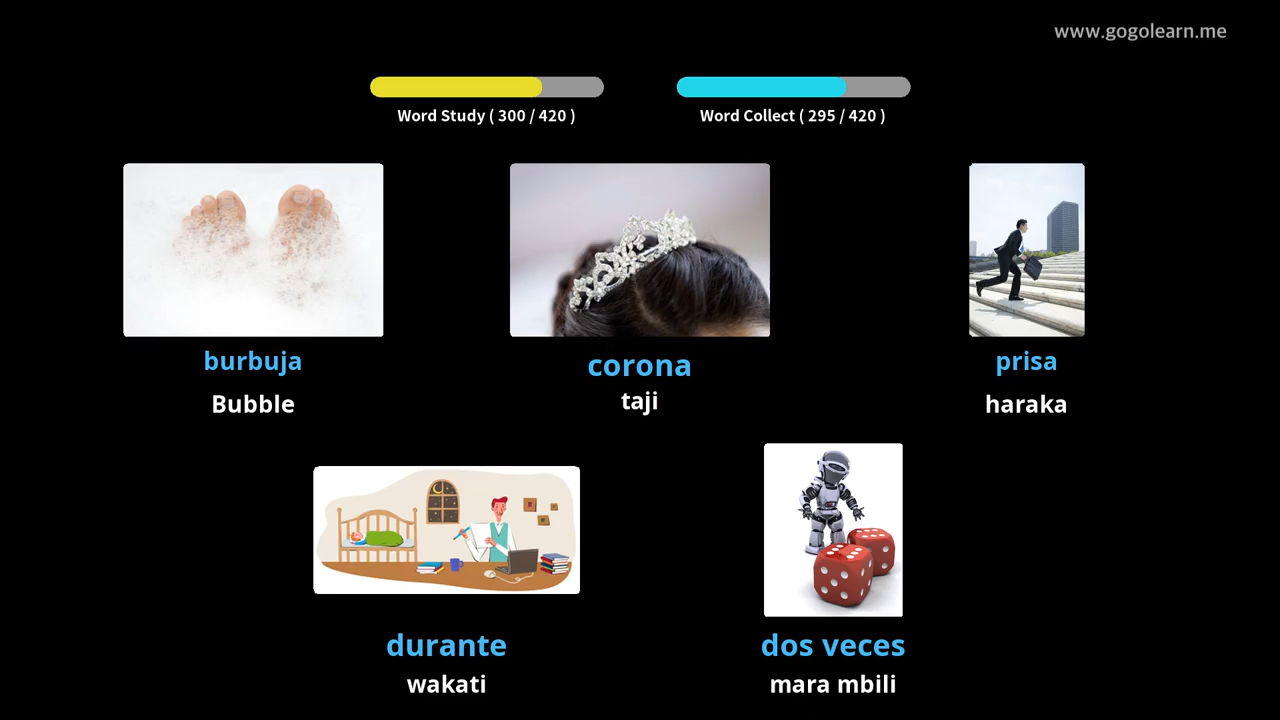 www.gogolearn.me
Word Study ( 300 / 420 )
Word Collect ( 295 / 420 )
burbuja
Bubble
corona
taji
prisa
haraka
durante
wakati
dos veces
mara mbili